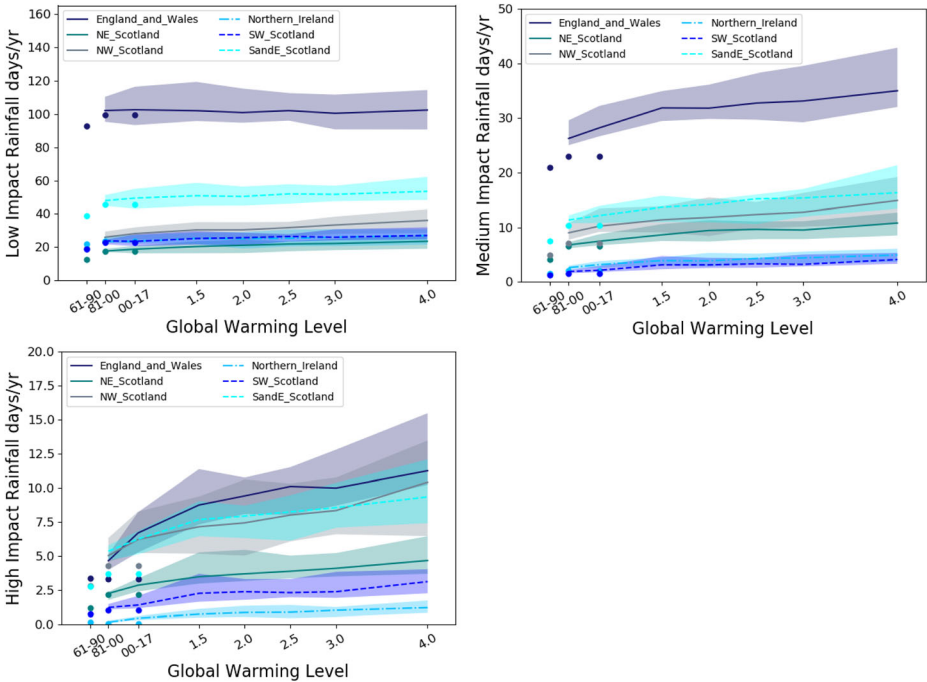 Low Impact Rainfall days/yr
160
140
120
100
80
60
40
20
0
England_and_Wales
NE_Scotland
NW_Scotland
Northern_Ireland
SW_Scotland
SandE_Scotland
61-90
81-00
00-17
1.5
2.0
2.5
3.0
4.0
Global Warming Level
Medium Impact Rainfall days/yr
50
40
30
20
10
0
England_and_Wales
NE_Scotland
NW_Scotland
Northern_Ireland
SW_Scotland
SandE_Scotland
61-90
81-00
00-17
1.5
2.0
2.5
3.0
4.0
Global Warming Level
High Impact Rainfall days/yr
20.0
17.5
15.0
12.5
10.0
7.5
5.0
2.5
0.0
England_and_Wales
NE_Scotland
NW_Scotland
Northern_Ireland
SW_Scotland
SandE_Scotland
61-90
81-00
00-17
1.5
2.0
2.5
3.0
4.0
Global Warming Level